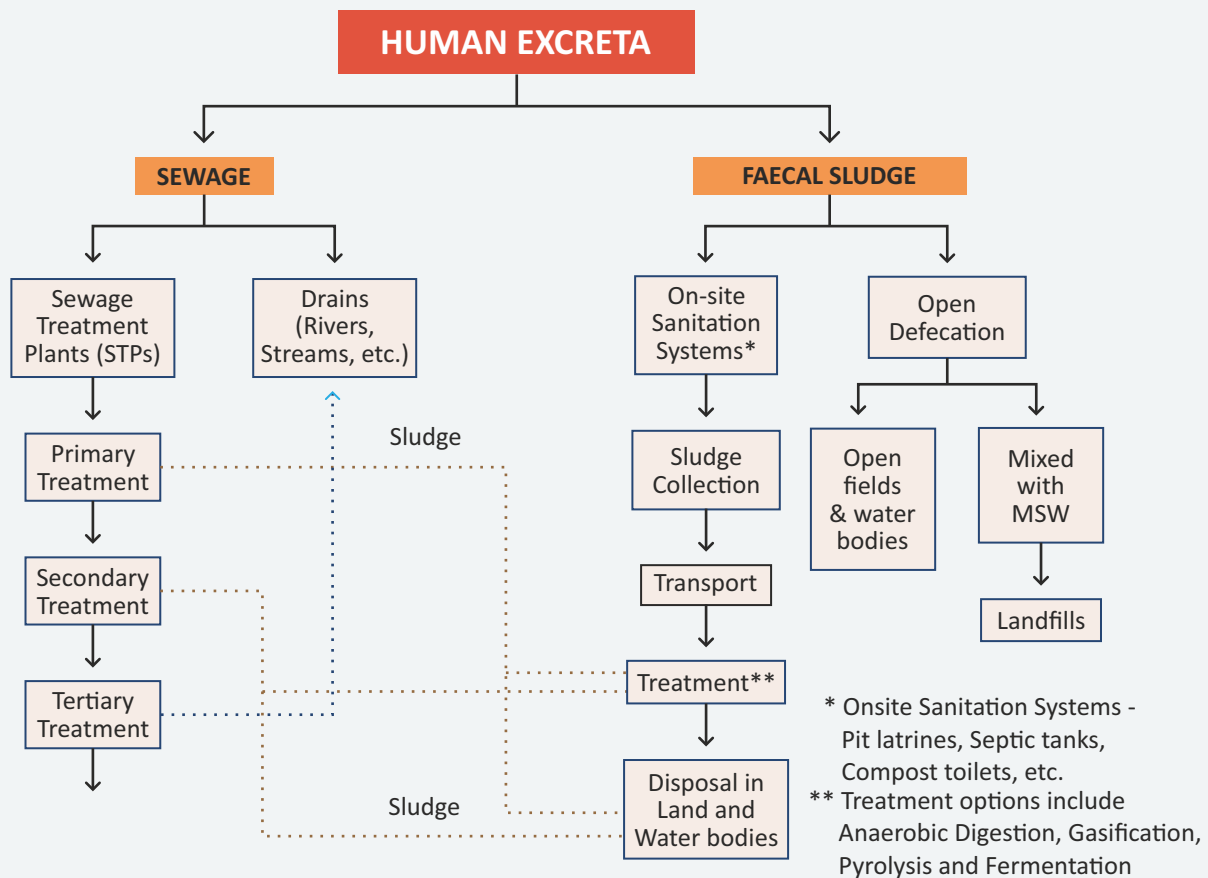 HUMAN EXCRETA
SEWAGE
FAECAL SLUDGE
Sewage
Treatment
Plants (STPs)
Drains
(Rivers,
Streams, etc.)
On-site
Sanitation
Systems*
Open
Defecation
Primary
Treatment
Sludge
Sludge
Collection
Open
fields
& water
bodies
Mixed
with
MSW
Secondary
Treatment
Transport
Landfills
Tertiary
Treatment
Treatment**
Sludge
Disposal in
Land and
Water bodies
* Onsite Sanitation Systems -
Pit latrines, Septic tanks,
Compost toilets, etc.
** Treatment options include
Anaerobic Digestion, Gasification,
Pyrolysis and Fermentation